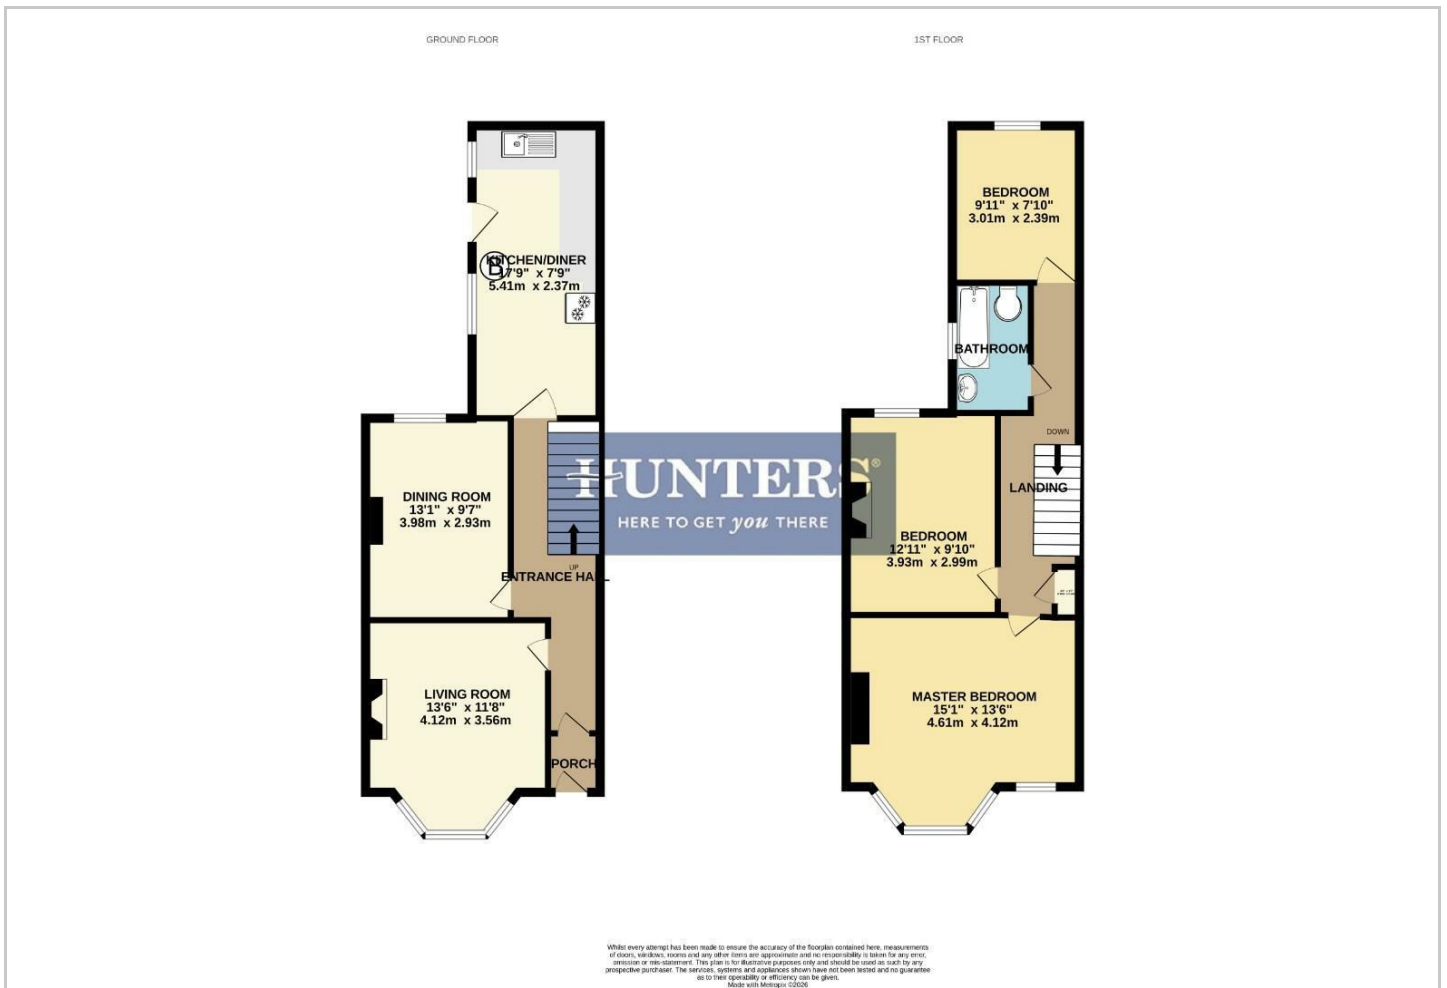 GROUND FLOOR
1ST FLOOR
KITCHEN/DINER
17'9" x 7'9"
5.41m x 2.37m
B
DINING ROOM
13'1" x 9'7"
3.98m x 2.93m
UP
ENTRANCE HALL
LIVING ROOM
13'6" x 11'8"
4.12m x 3.56m
PORCH
BEDROOM
9'11" x 7'10"
3.01m x 2.39m
BATHROOM
DOWN
LANDING
BEDROOM
12'11" x 9'10"
3.93m x 2.99m
MASTER BEDROOM
15'1" x 13'6"
4.61m x 4.12m
HUNTERS®
HERE TO GET you THERE
Whilst every attempt has been made to ensure the accuracy of the floorplan contained here, measurements
of doors, windows, rooms and any other items are approximate and no responsibility is taken for any error,
omission or mis-statement. This plan is for illustrative purposes only and should be used as such by any
prospective purchaser. The services, systems and appliances shown have not been tested and no guarantee
as to their operability or efficiency can be given.
Made with Metropix ©2026